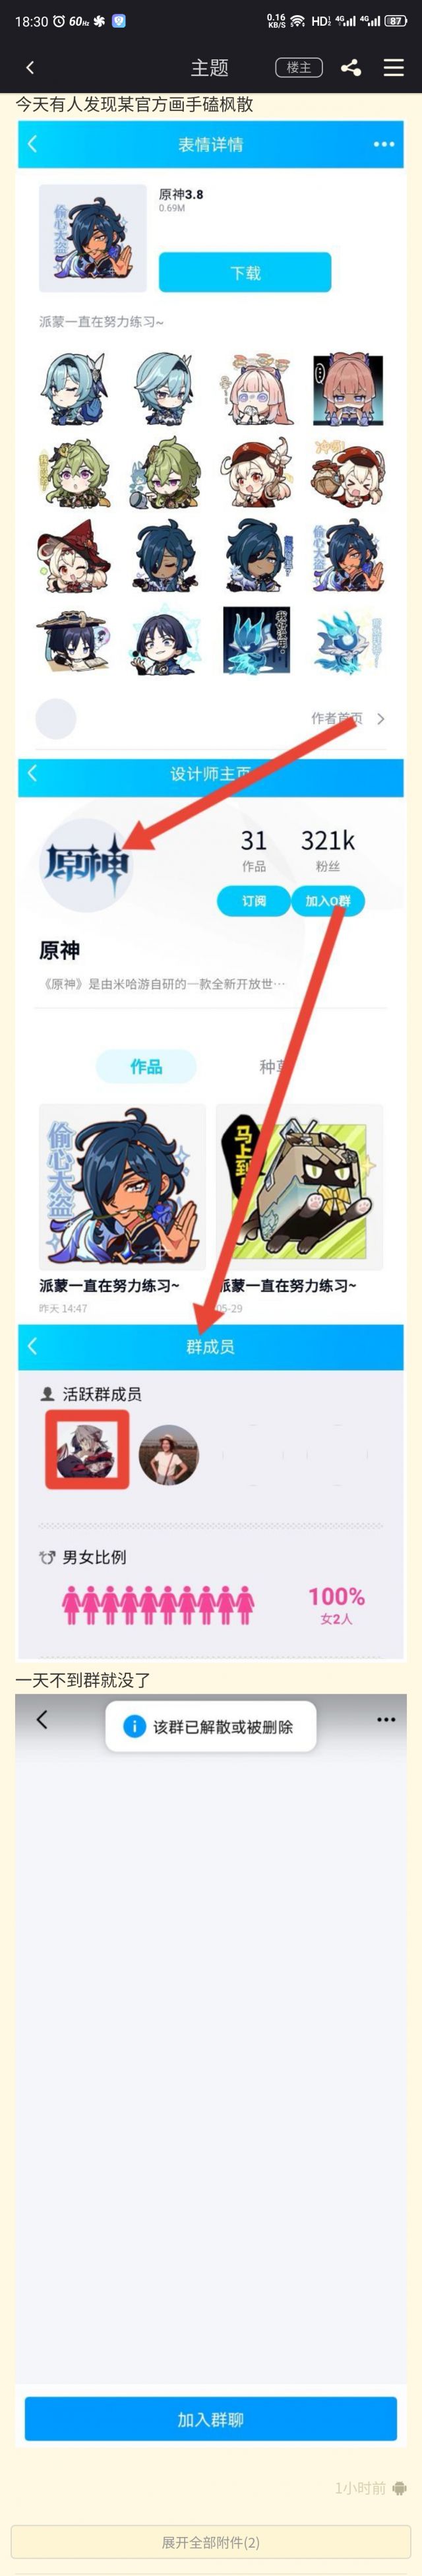 18:30 60Hz 0.16 KB/S HD 4G 4G 87
主题
楼主
今天有人发现某官方画手磕枫散
表情详情
原神3.8
0.69M
偷心大盗
下载
派蒙一直在努力练习~
冲鸭!
偷心大盗
作者首页
设计师主页
原神
31
作品
321k
粉丝
订阅
加入Q群
原神
《原神》是由米哈游自研的一款全新开放世…
作品
偷心大盗
马上到
派蒙一直在努力练习~
昨天 14:47
派蒙一直在努力练习~
05-29
群成员
活跃群成员
男女比例
100%
女2人
一天不到群就没了
该群已解散或被删除
加入群聊
1小时前
展开全部附件(2)